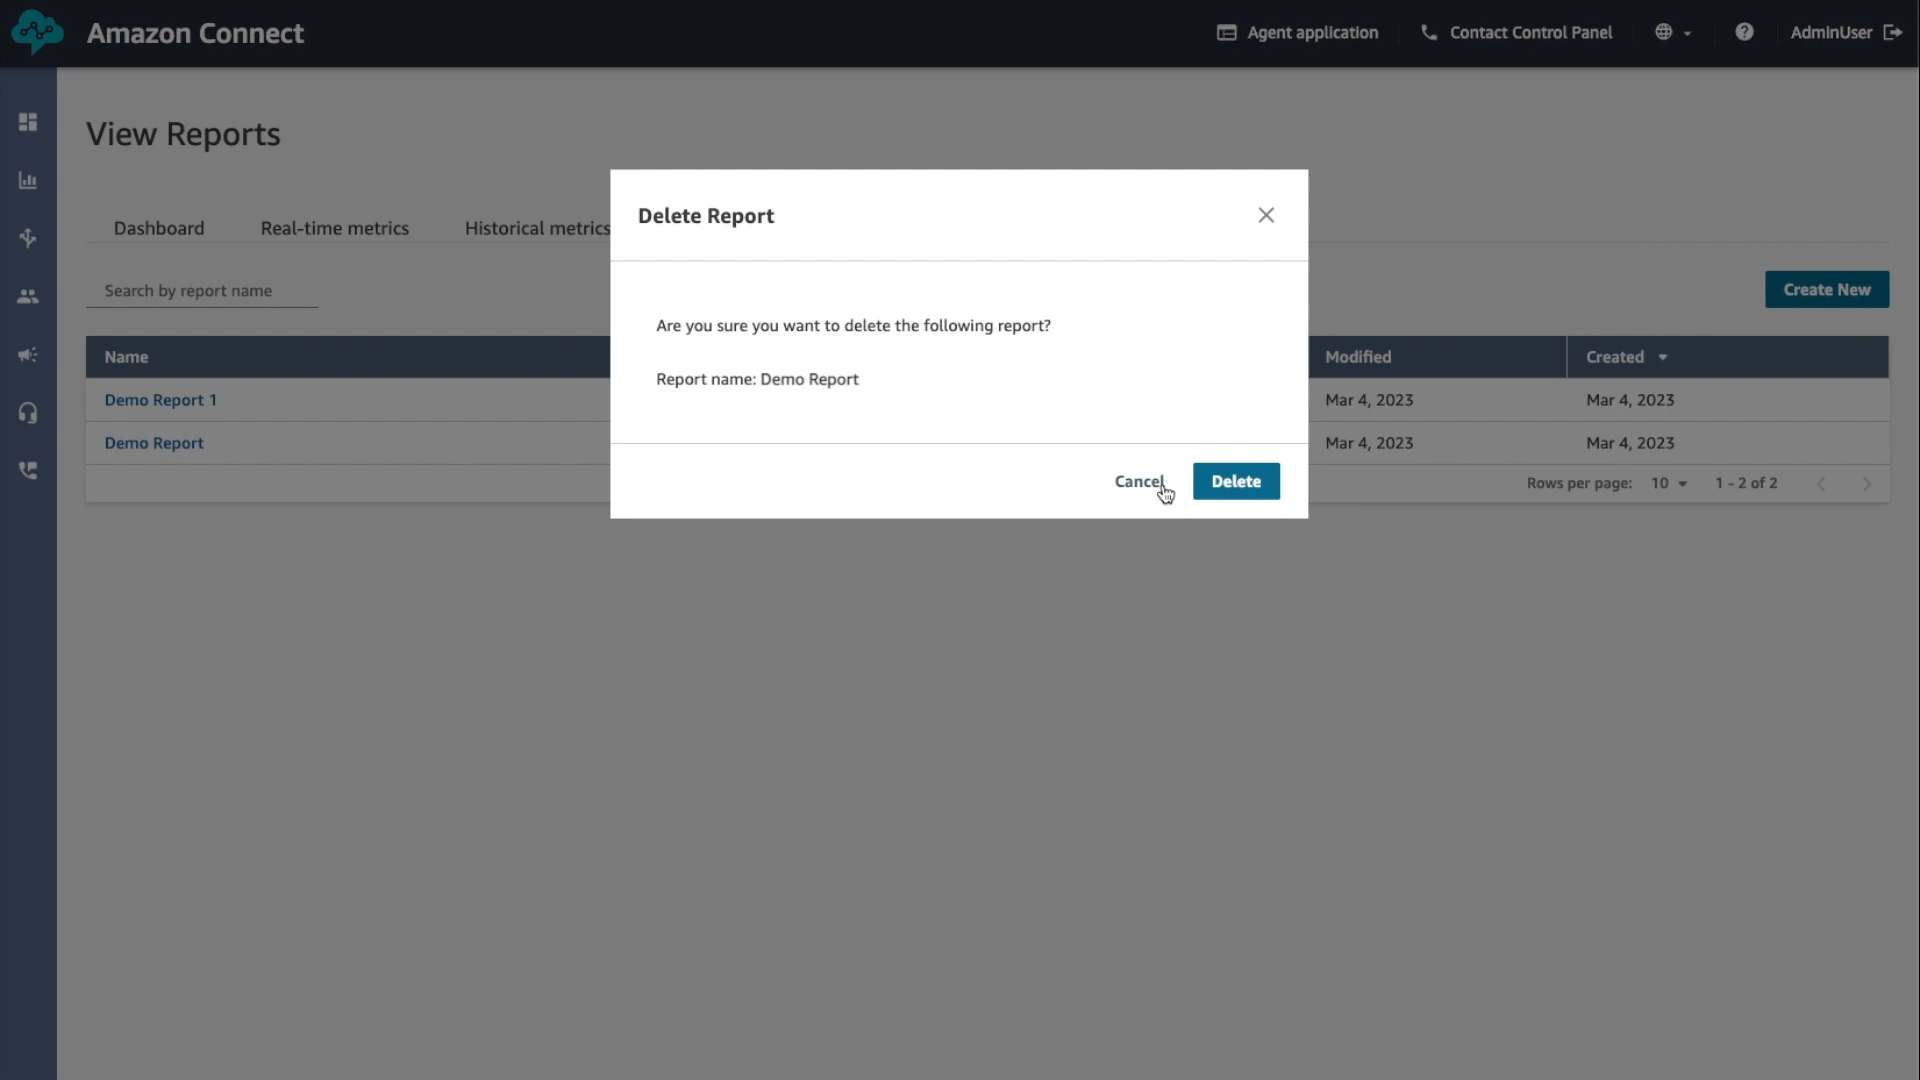 Amazon Connect
Agent application
Contact Control Panel
AdminUser
View Reports
Dashboard
Real-time metrics
Historical metrics
Search by report name
Create New
Name
Modified
Created
Demo Report 1
Mar 4, 2023
Mar 4, 2023
Demo Report
Mar 4, 2023
Mar 4, 2023
Rows per page: 10
1 - 2 of 2
Delete Report
Are you sure you want to delete the following report?
Report name: Demo Report
Cancel
Delete